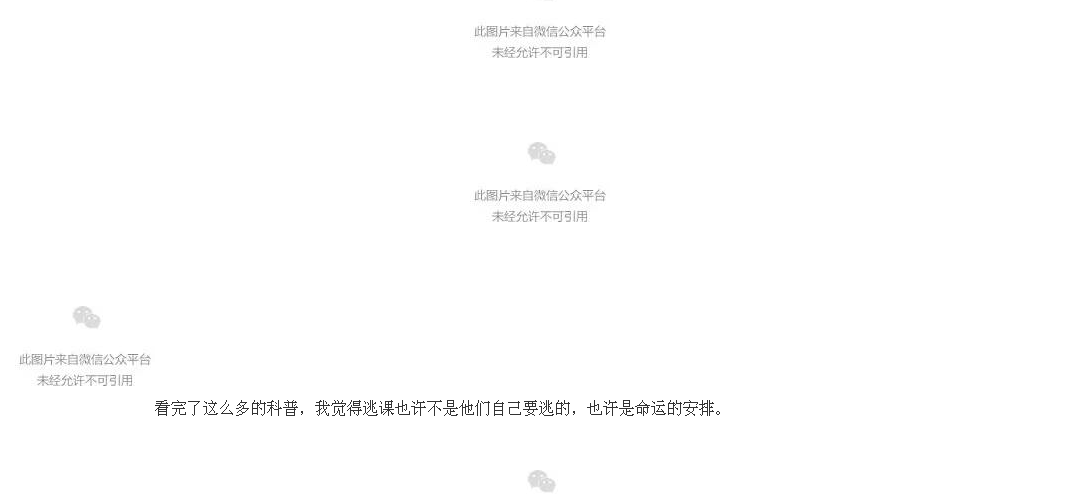 此图片来自微信公众平台
未经允许不可引用
此图片来自微信公众平台
未经允许不可引用
此图片来自微信公众平台
未经允许不可引用
看完了这么多的科普，我觉得逃课也许不是他们自己要逃的，也许是命运的安排。